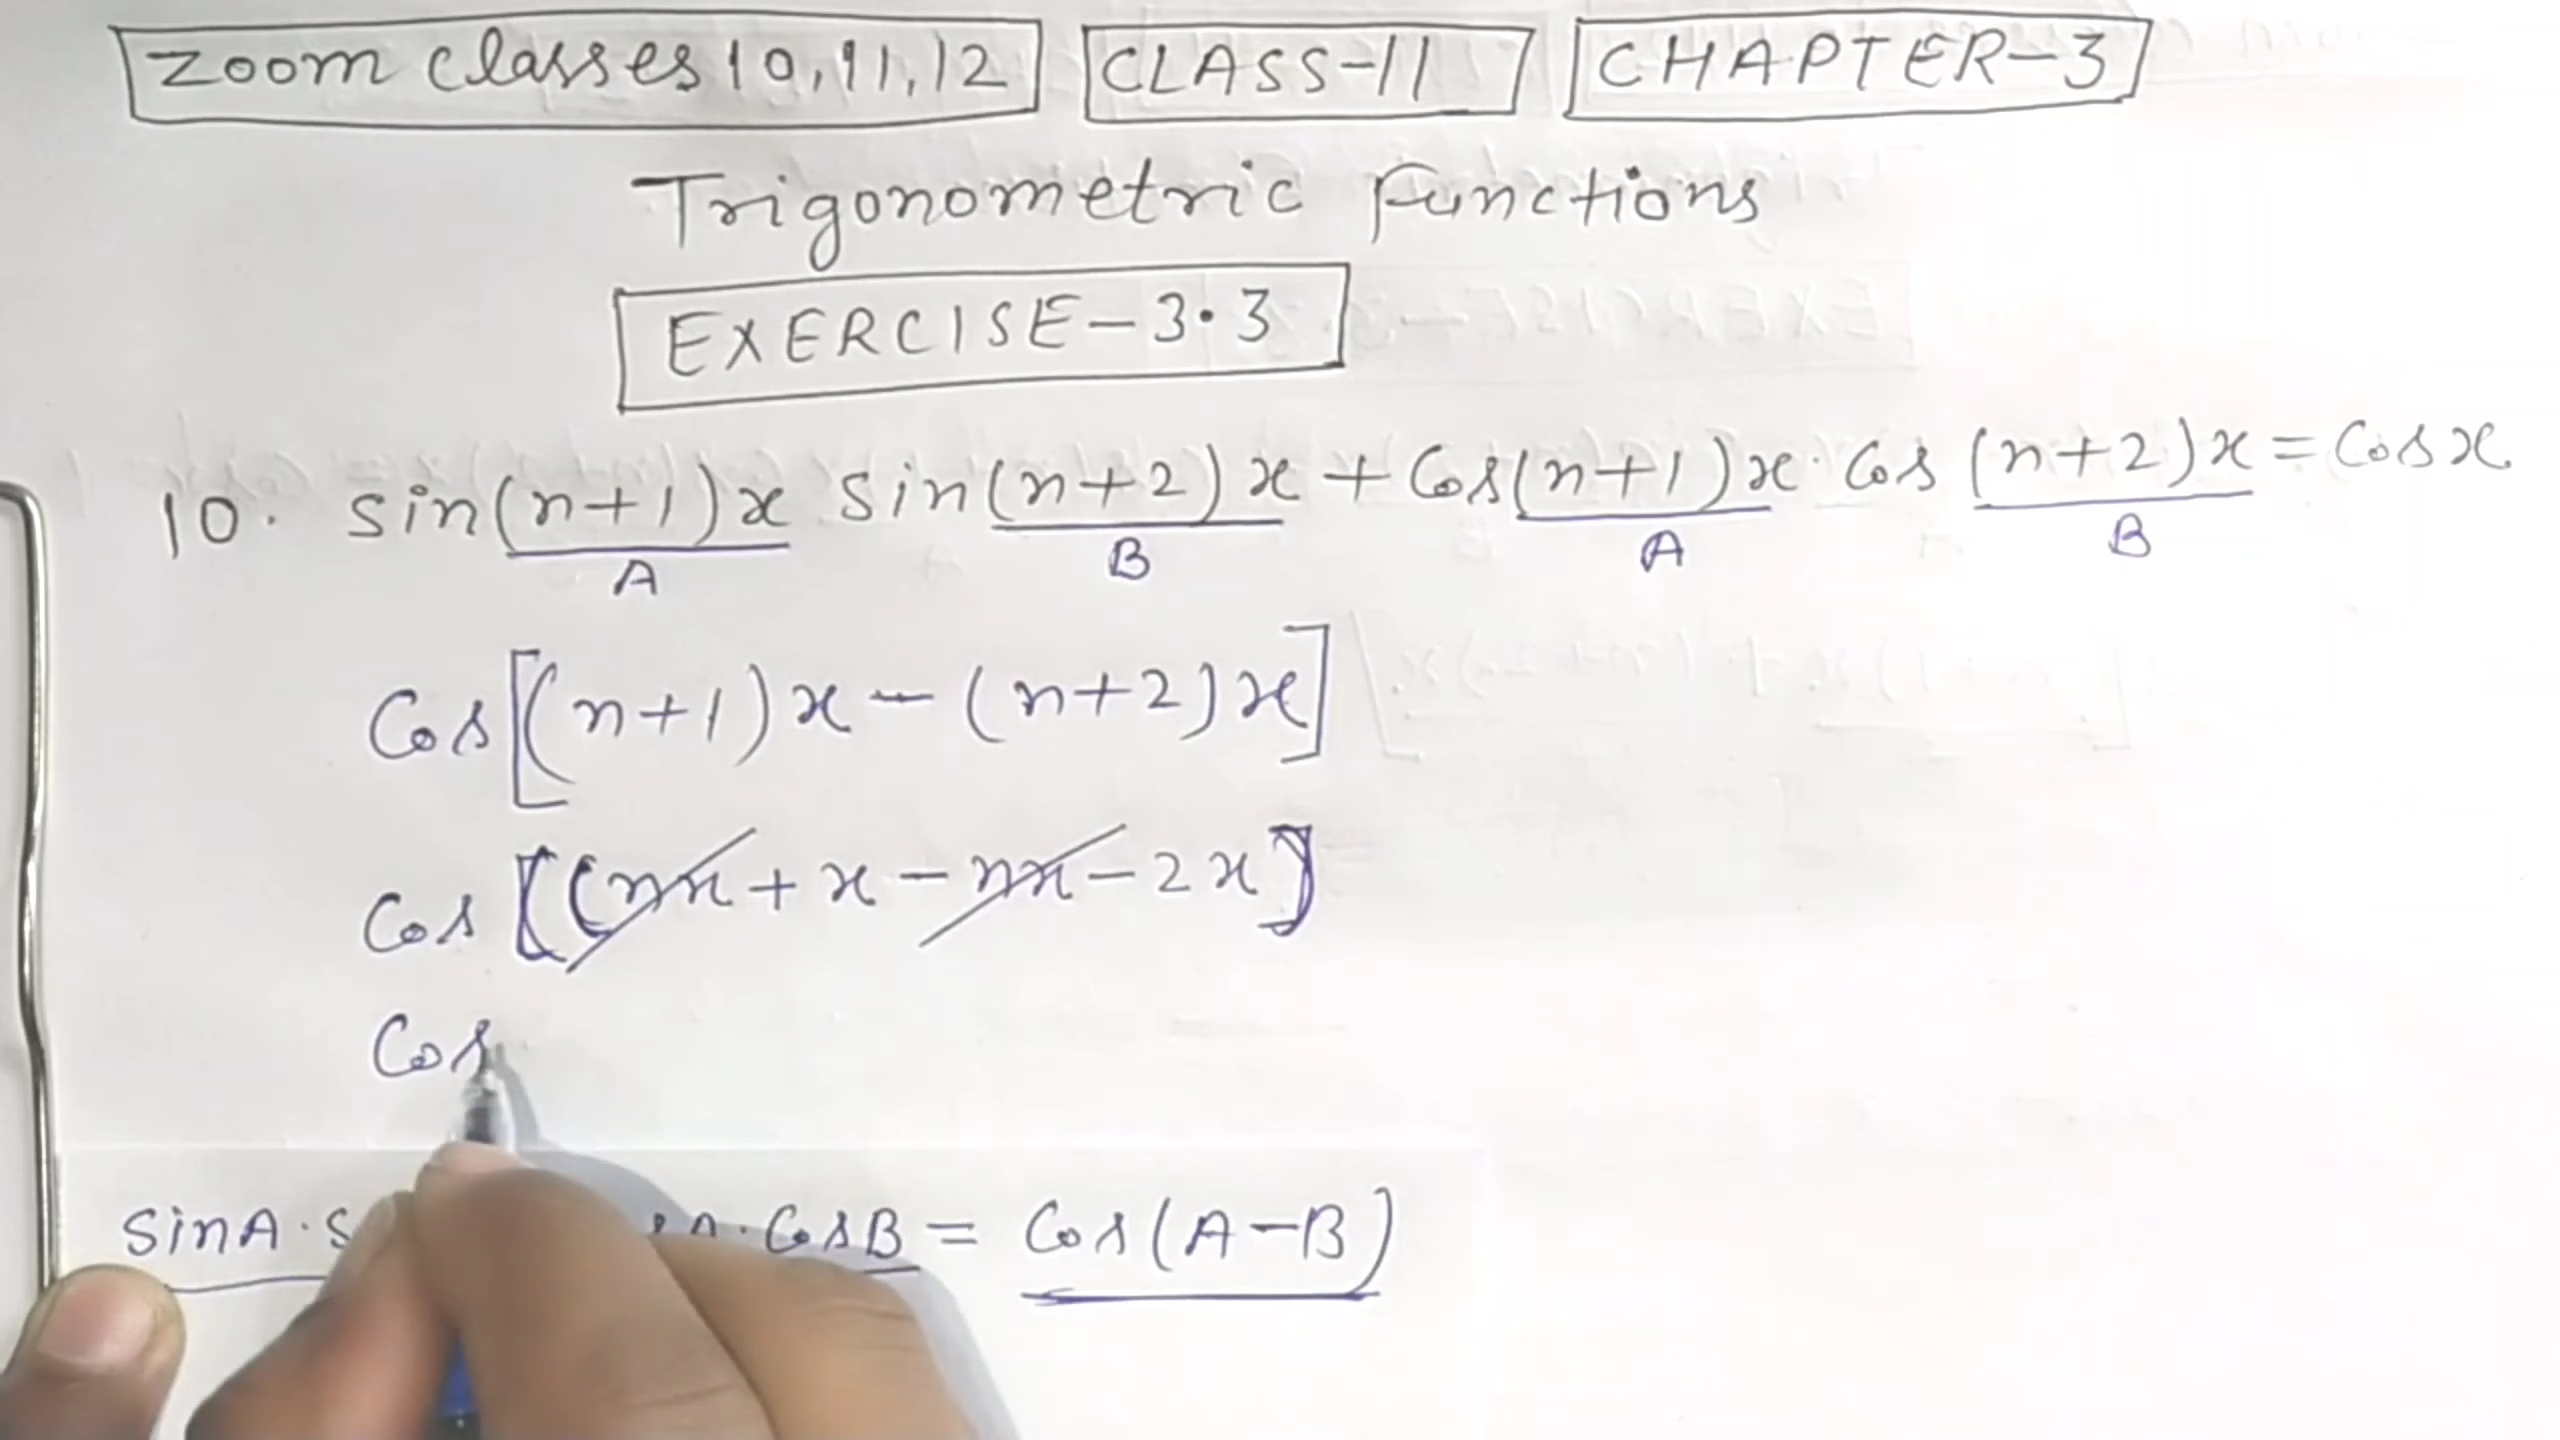 Zoom classes 10,11,12 CLASS-11 CHAPTER-3
Trigonometric Functions
EXERCISE-3.3
10. sin(n+1)x sin(n+2)x + Cos(n+1)x · Cos(n+2)x = Cos x
A B A B
Cos[(n+1)x - (n+2)x]
Cos[(nx + x - nx - 2x]
Cos
sinA · CosB = Cos(A-B)